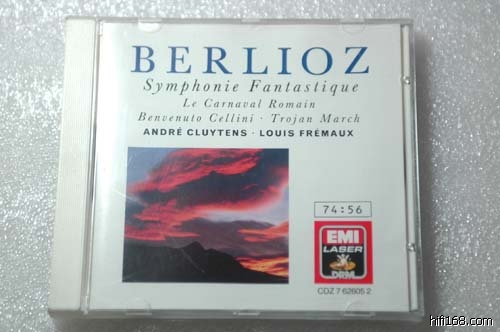 BERLIOZ
Symphonie Fantastique
Le Carnaval Romain
Benvenuto Cellini · Trojan March
ANDRÉ CLUYTENS · LOUIS FRÉMAUX
74:56
EMI
LASER
DRM
CDZ 7 62605 2
hifi168.com